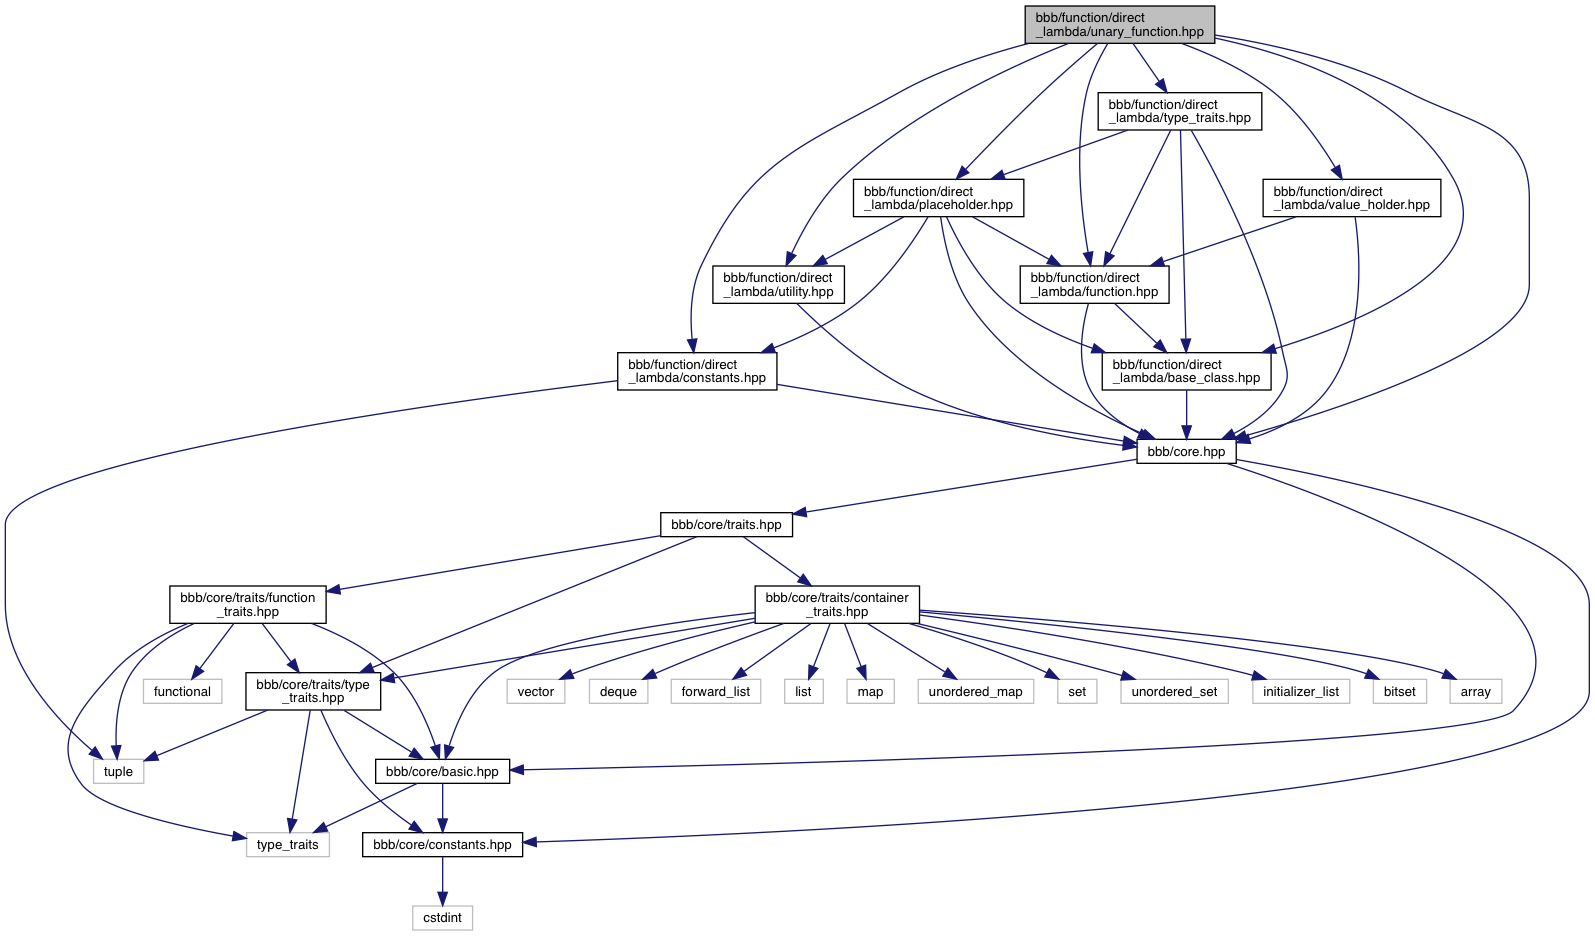 bbb/function/direct
_lambda/unary_function.hpp
bbb/function/direct
_lambda/type_traits.hpp
bbb/function/direct
_lambda/placeholder.hpp
bbb/function/direct
_lambda/value_holder.hpp
bbb/function/direct
_lambda/utility.hpp
bbb/function/direct
_lambda/function.hpp
bbb/function/direct
_lambda/constants.hpp
bbb/function/direct
_lambda/base_class.hpp
bbb/core.hpp
bbb/core/traits.hpp
bbb/core/traits/function
_traits.hpp
bbb/core/traits/container
_traits.hpp
functional
bbb/core/traits/type
_traits.hpp
vector
deque
forward_list
list
map
unordered_map
set
unordered_set
initializer_list
bitset
array
tuple
bbb/core/basic.hpp
type_traits
bbb/core/constants.hpp
cstdint